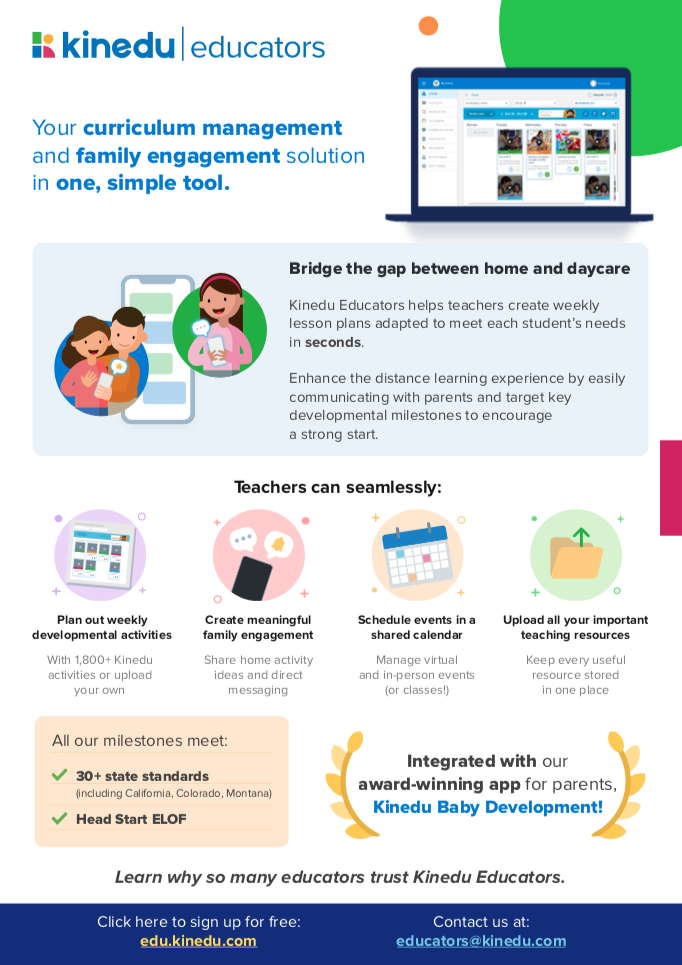 kinedu educators
Your curriculum management
and family engagement solution
in one, simple tool.
Bridge the gap between home and daycare
Kinedu Educators helps teachers create weekly
lesson plans adapted to meet each student's needs
in seconds.
Enhance the distance learning experience by easily
communicating with parents and target key
developmental milestones to encourage
a strong start.
Teachers can seamlessly:
Plan out weekly
developmental activities
With 1,800+ Kinedu
activities or upload
your own
Create meaningful
family engagement
Share home activity
ideas and direct
messaging
Schedule events in a
shared calendar
Manage virtual
and in-person events
(or classes!)
Upload all your important
teaching resources
Keep every useful
resource stored
in one place
All our milestones meet:
30+ state standards
(including California, Colorado, Montana)
Head Start ELOF
Integrated with our
award-winning app for parents,
Kinedu Baby Development!
Learn why so many educators trust Kinedu Educators.
Click here to sign up for free:
edu.kinedu.com
Contact us at:
educators@kinedu.com